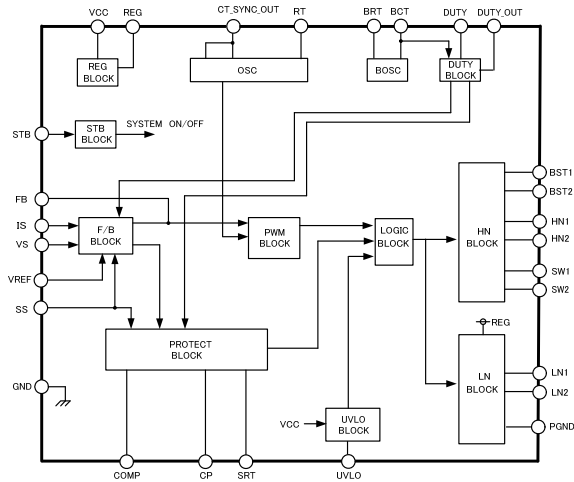 VCC REG CT_SYNC_OUT RT BRT BCT DUTY DUTY_OUT
REG
BLOCK
OSC
BOSC
DUTY
BLOCK
STB
STB
BLOCK
SYSTEM ON/OFF
FB
IS
VS
VREF
SS
F/B
BLOCK
PWM
BLOCK
LOGIC
BLOCK
HN
BLOCK
BST1
BST2
HN1
HN2
SW1
SW2
PROTECT
BLOCK
REG
LN
BLOCK
LN1
LN2
PGND
GND
VCC
UVLO
BLOCK
COMP CP SRT UVLO